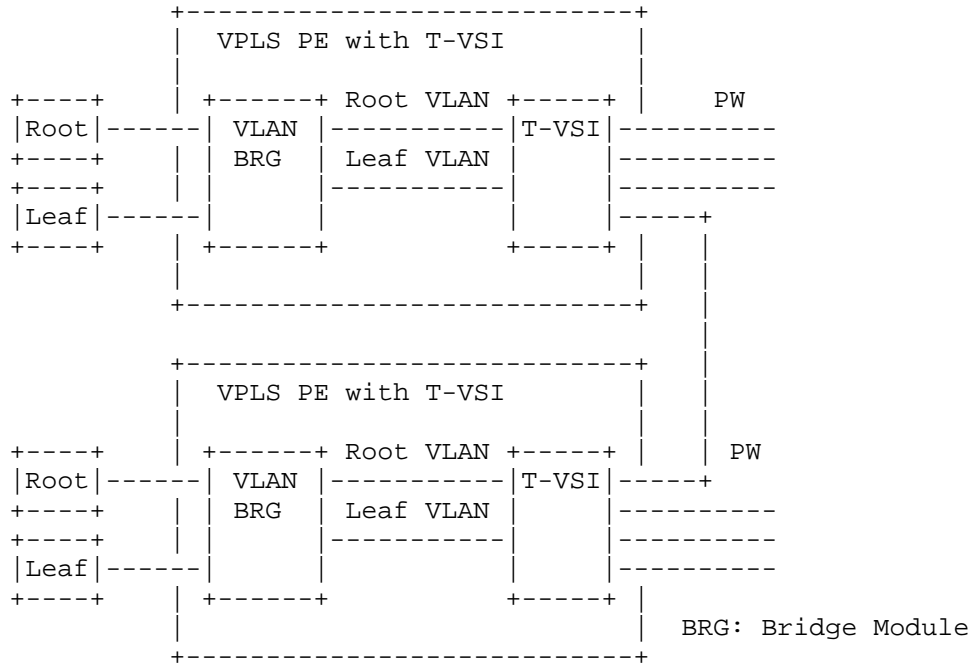 VPLS PE with T-VSI
Root VLAN PW
Root VLAN T-VSI
BRG Leaf VLAN
Leaf
VPLS PE with T-VSI
Root VLAN PW
Root VLAN T-VSI
BRG Leaf VLAN
Leaf
BRG: Bridge Module